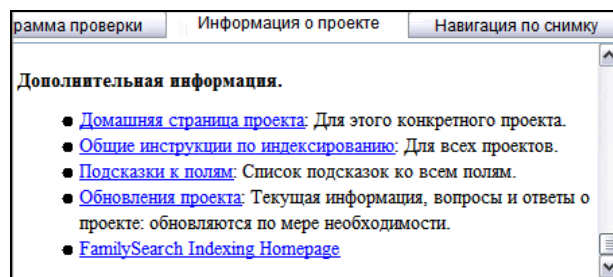 рамма проверки Информация о проекте Навигация по снимку
Дополнительная информация.
Домашняя страница проекта: Для этого конкретного проекта.
Общие инструкции по индексированию: Для всех проектов.
Подсказки к полям: Список подсказок ко всем полям.
Обновления проекта: Текущая информация, вопросы и ответы о
проекте: обновляются по мере необходимости.
FamilySearch Indexing Homepage